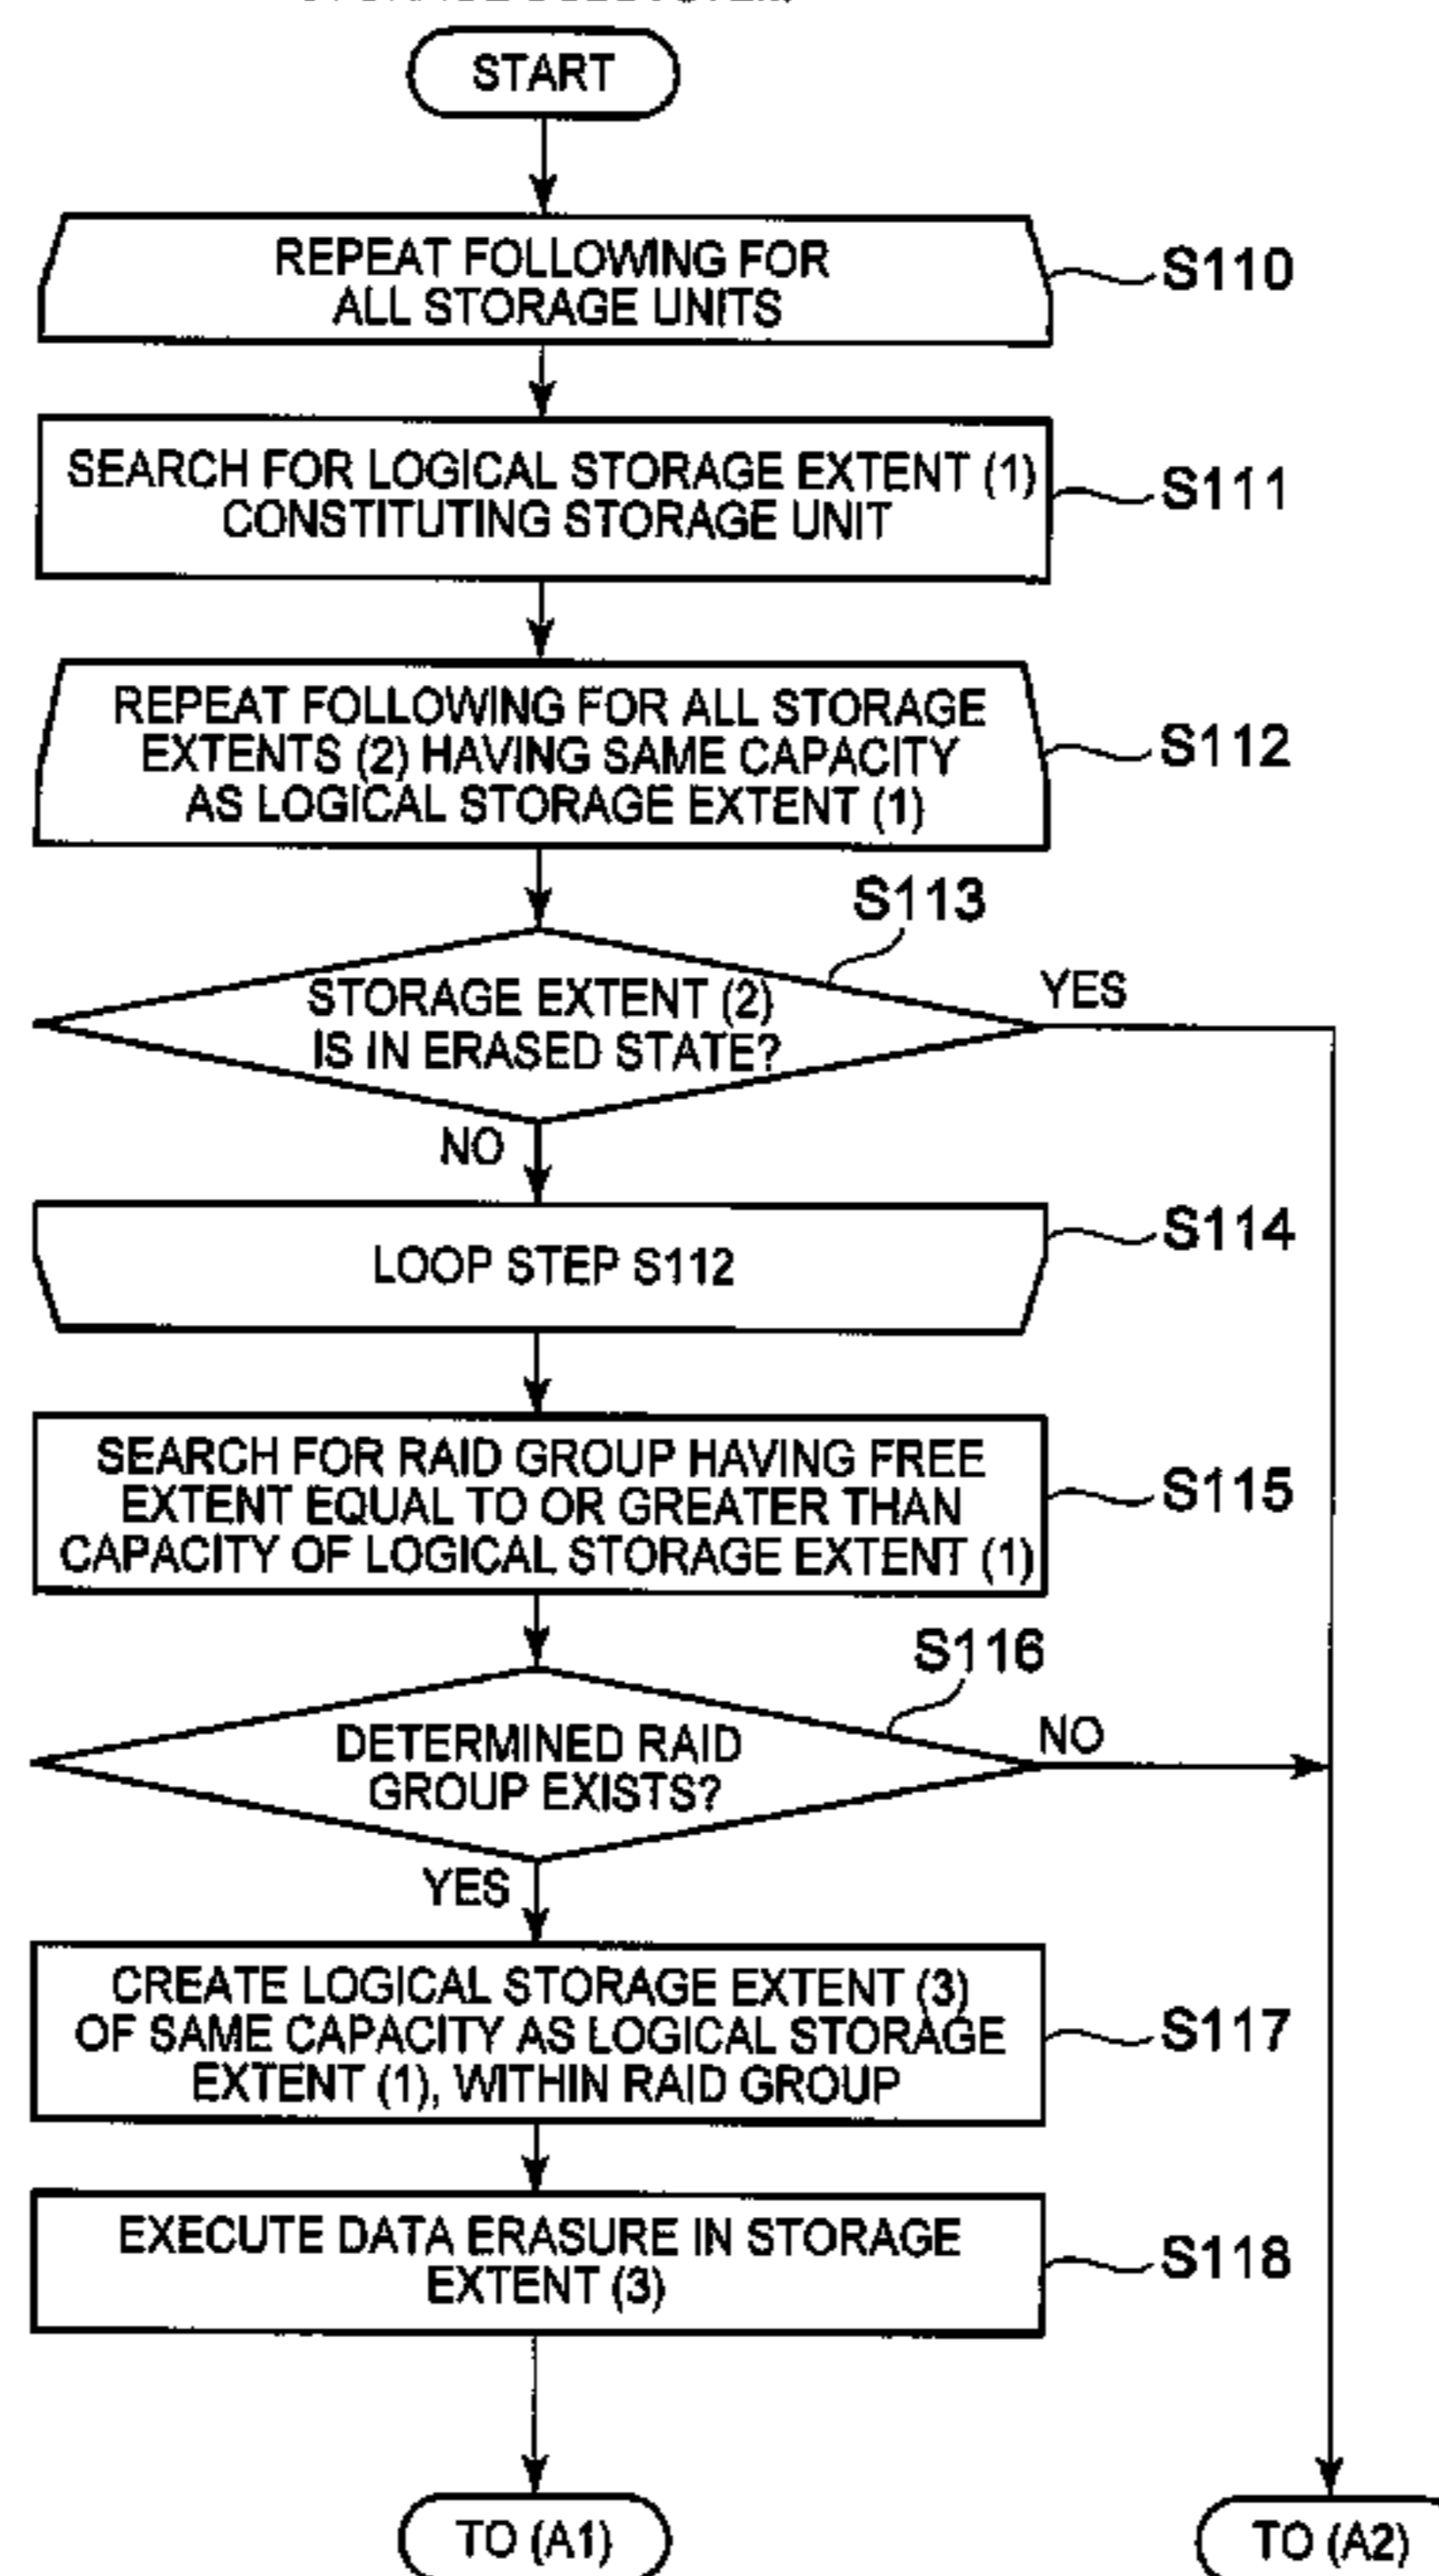 START
REPEAT FOLLOWING FOR
ALL STORAGE UNITS
S110
SEARCH FOR LOGICAL STORAGE EXTENT (1)
CONSTITUTING STORAGE UNIT
S111
REPEAT FOLLOWING FOR ALL STORAGE
EXTENTS (2) HAVING SAME CAPACITY
AS LOGICAL STORAGE EXTENT (1)
S112
S113
STORAGE EXTENT (2)
IS IN ERASED STATE?
YES
NO
LOOP STEP S112
S114
SEARCH FOR RAID GROUP HAVING FREE
EXTENT EQUAL TO OR GREATER THAN
CAPACITY OF LOGICAL STORAGE EXTENT (1)
S115
S116
DETERMINED RAID
GROUP EXISTS?
NO
YES
CREATE LOGICAL STORAGE EXTENT (3)
OF SAME CAPACITY AS LOGICAL STORAGE
EXTENT (1), WITHIN RAID GROUP
S117
EXECUTE DATA ERASURE IN STORAGE
EXTENT (3)
S118
TO (A1)
TO (A2)